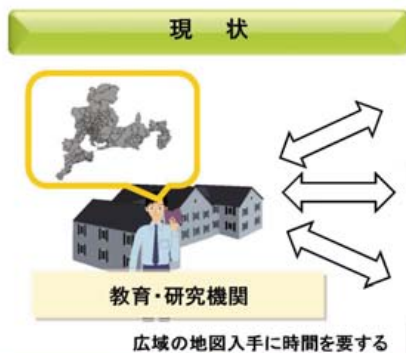 現 状
教育・研究機関
広域の地図入手に時間を要する